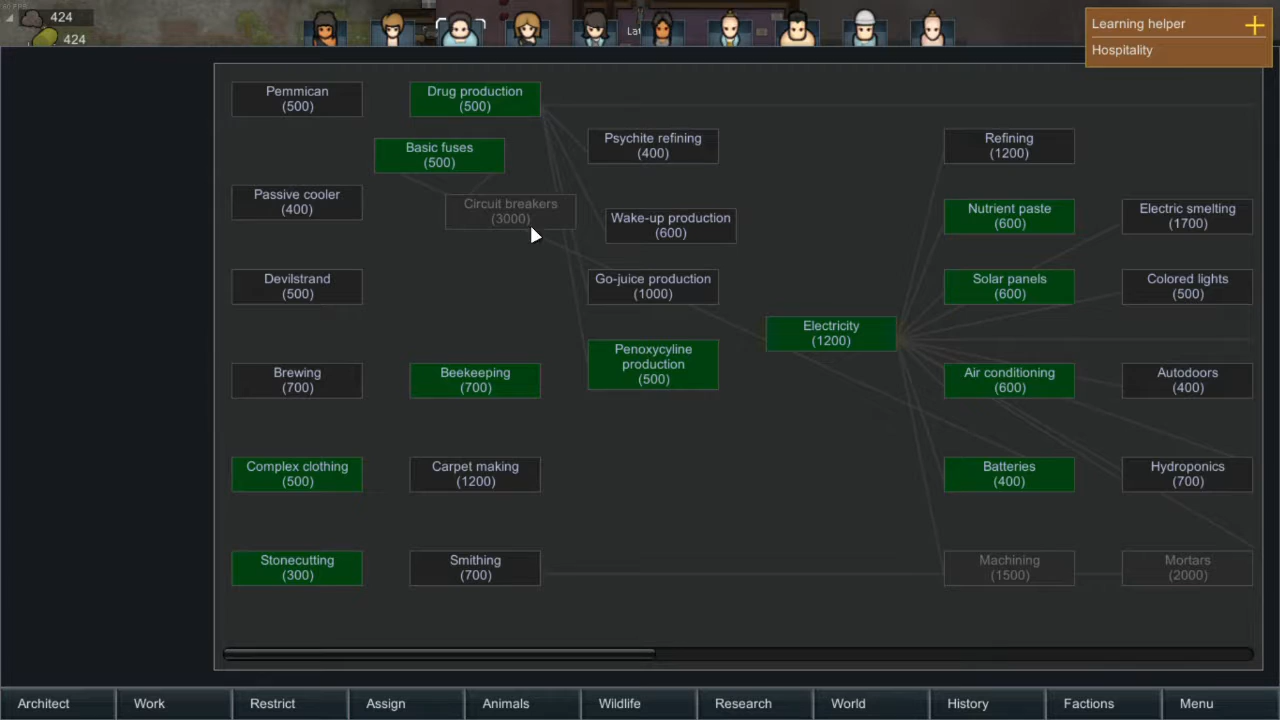 424
424
Lat
Learning helper
Hospitality
Pemmican
(500)
Drug production
(500)
Basic fuses
(500)
Psychite refining
(400)
Refining
(1200)
Passive cooler
(400)
Circuit breakers
(3000)
Wake-up production
(600)
Nutrient paste
(600)
Electric smelting
(1700)
Devilstrand
(500)
Go-juice production
(1000)
Solar panels
(600)
Colored lights
(500)
Electricity
(1200)
Penoxycyline
production
(500)
Brewing
(700)
Beekeeping
(700)
Air conditioning
(600)
Autodoors
(400)
Complex clothing
(500)
Carpet making
(1200)
Batteries
(400)
Hydroponics
(700)
Stonecutting
(300)
Smithing
(700)
Machining
(1500)
Mortars
(2000)
Architect
Work
Restrict
Assign
Animals
Wildlife
Research
World
History
Factions
Menu